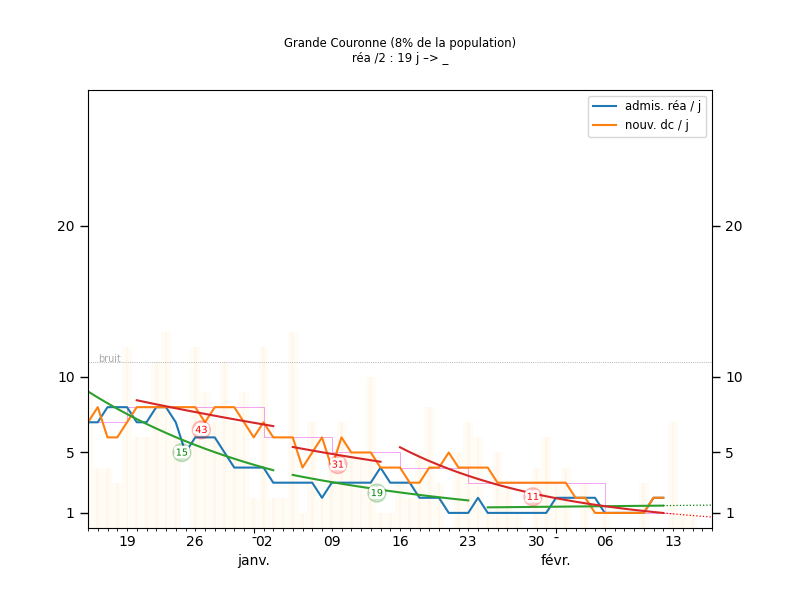 Grande Couronne (8% de la population)
réa /2 : 19 j –> _
admis. réa / j
nouv. dc / j
20 20
bruit
10 10
43
15
5 5
31
19
11
1 1
19 26 02 09 16 23 30 06 13
janv. févr.